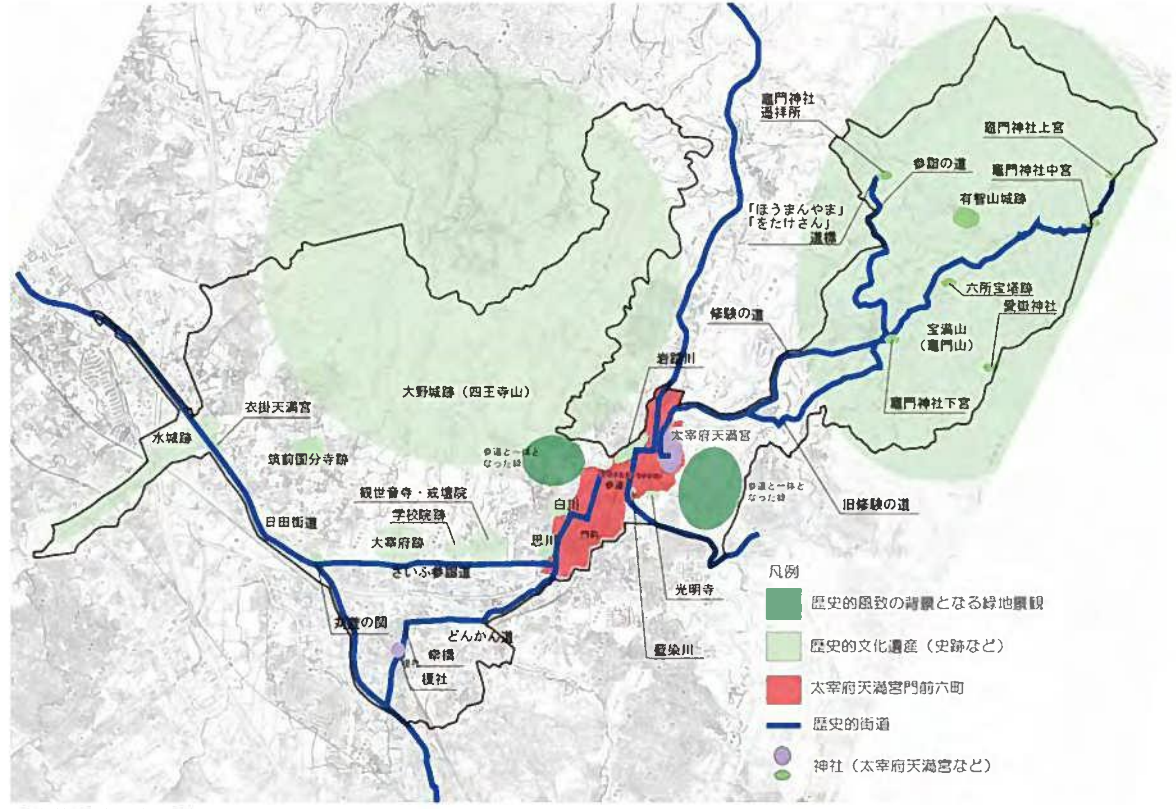 竈門神社
遥拝所
竈門神社上宮
参詣の道
竈門神社中宮
有智山城跡
「ほうまんやま」
「をたけさん」
道標
六所宝塔跡
愛嶽神社
修験の道
宝満山
(竈門山)
岩踏川
大野城跡（四王寺山）
竈門神社下宮
衣掛天満宮
水城跡
太宰府天満宮
筑前国分寺跡
参道と一体と
なった緑
参道と一体と
なった緑
参道
観世音寺・戒壇院
白川
旧修験の道
学校院跡
日田街道
大宰府跡
思川
門前
さいふ参詣道
光明寺
どんかん道
藍染川
幸橋
榎社
凡例
歴史的風致の背景となる緑地景観
歴史的文化遺産（史跡など）
太宰府天満宮門前六町
歴史的街道
神社（太宰府天満宮など）